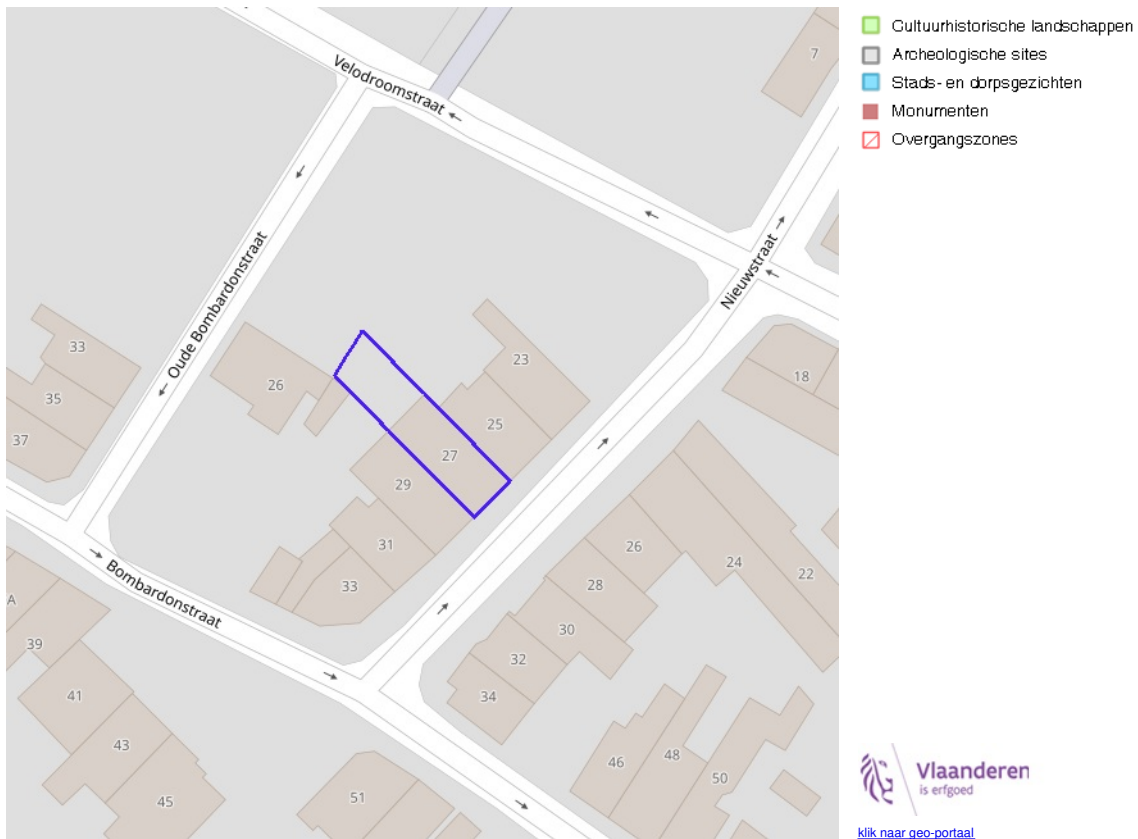 Velodroomstraat
7
Oude Bombardonstraat
Nieuwstraat
33
35
37
26
23
25
27
29
31
33
18
26
24
22
28
30
32
34
Bombardonstraat
A
39
41
43
45
51
46
48
50
Cultuurhistorische landschappen
Archeologische sites
Stads- en dorpsgezichten
Monumenten
Overgangszones
Vlaanderen
is erfgoed
klik naar geo-portaal